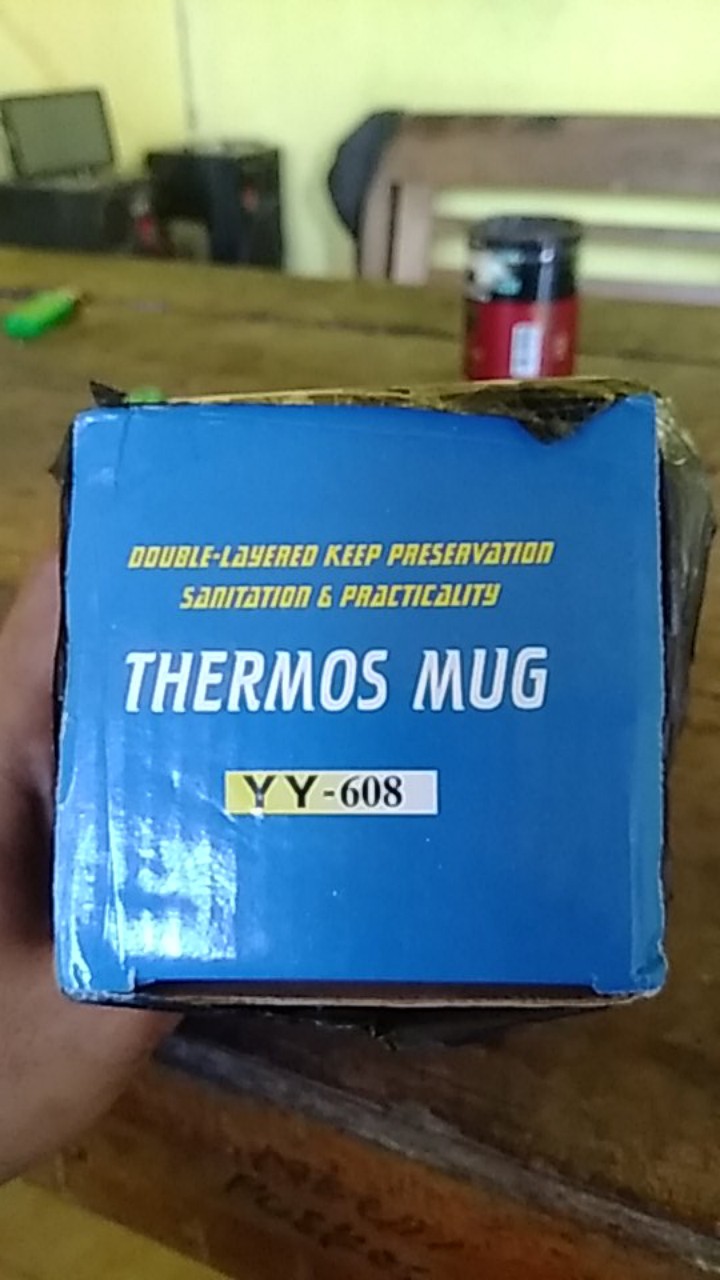 DOUBLE-LAYERED KEEP PRESERVATION
SANITATION & PRACTICALITY
THERMOS MUG
YY-608